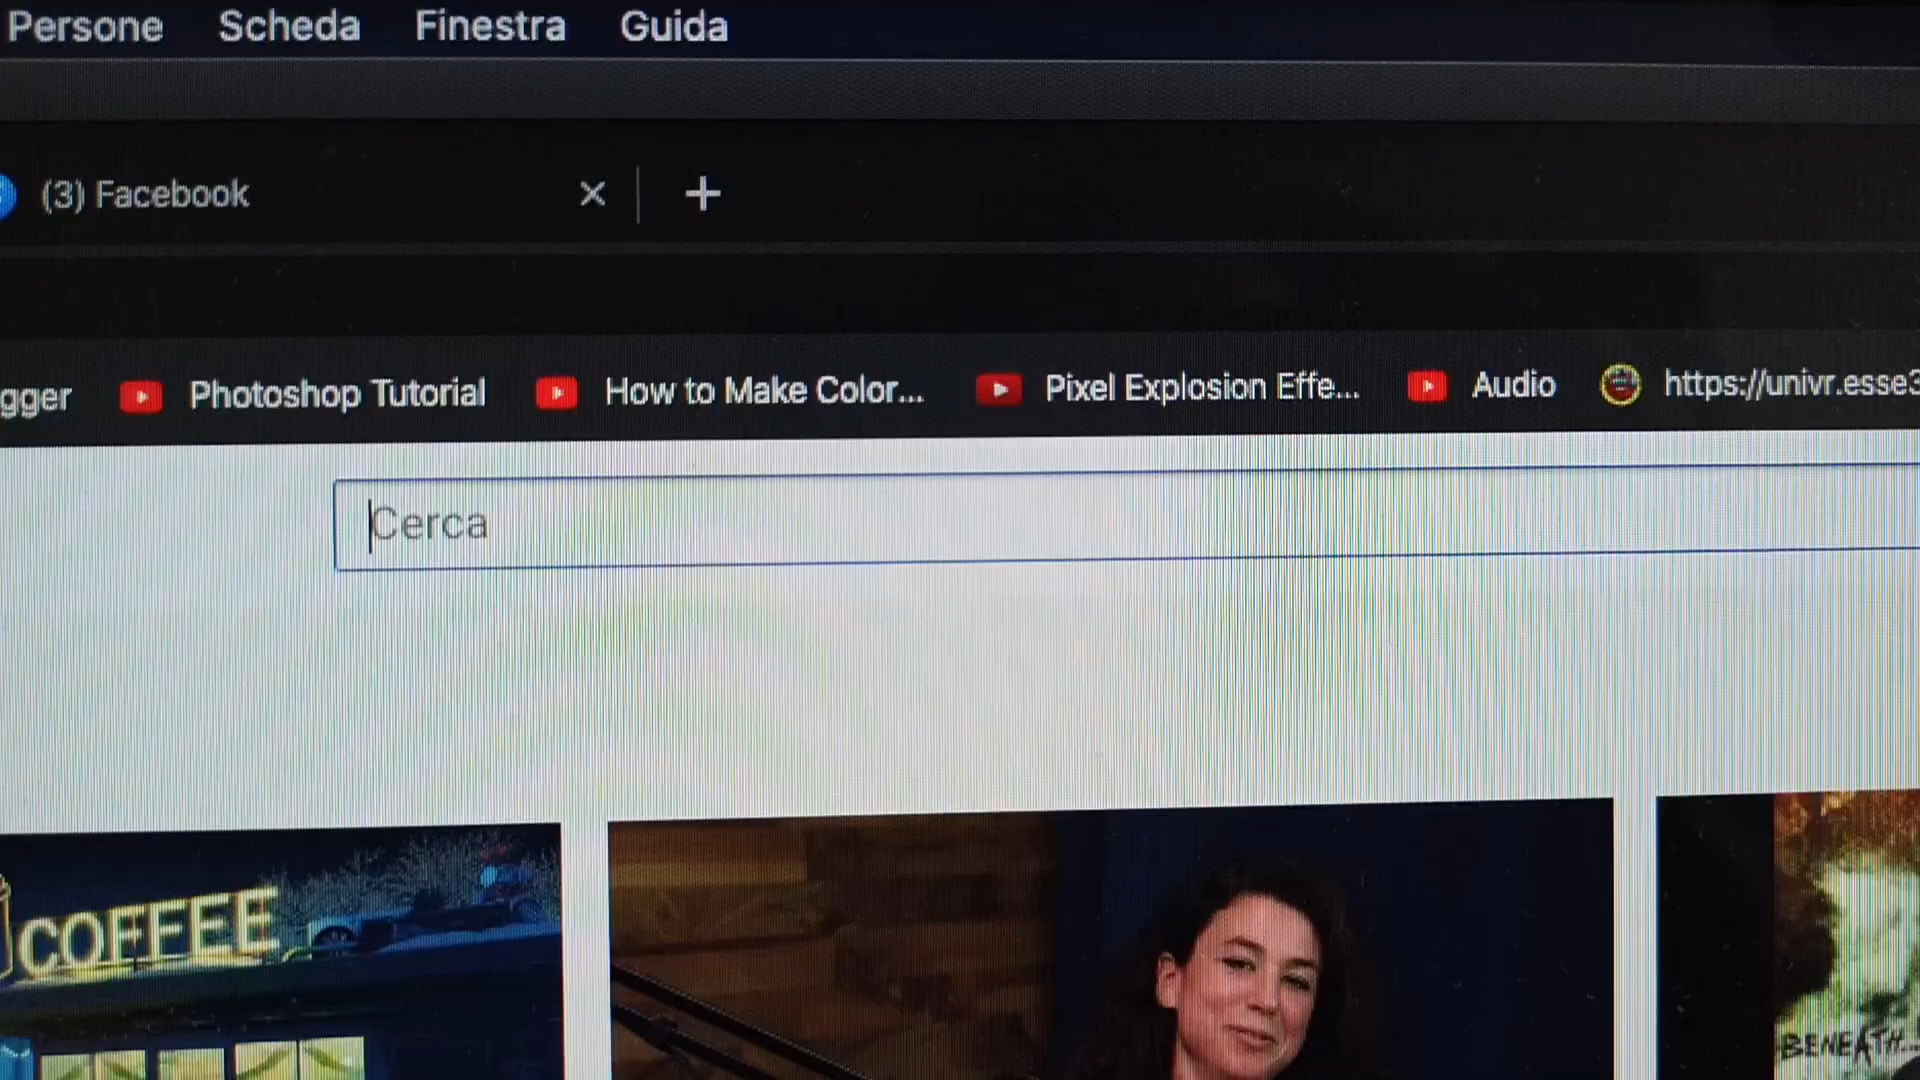 Persone Scheda Finestra Guida
(3) Facebook
gger Photoshop Tutorial How to Make Color... Pixel Explosion Effe... Audio https://univr.esse3
Cerca
COFFEE
BENEATH...